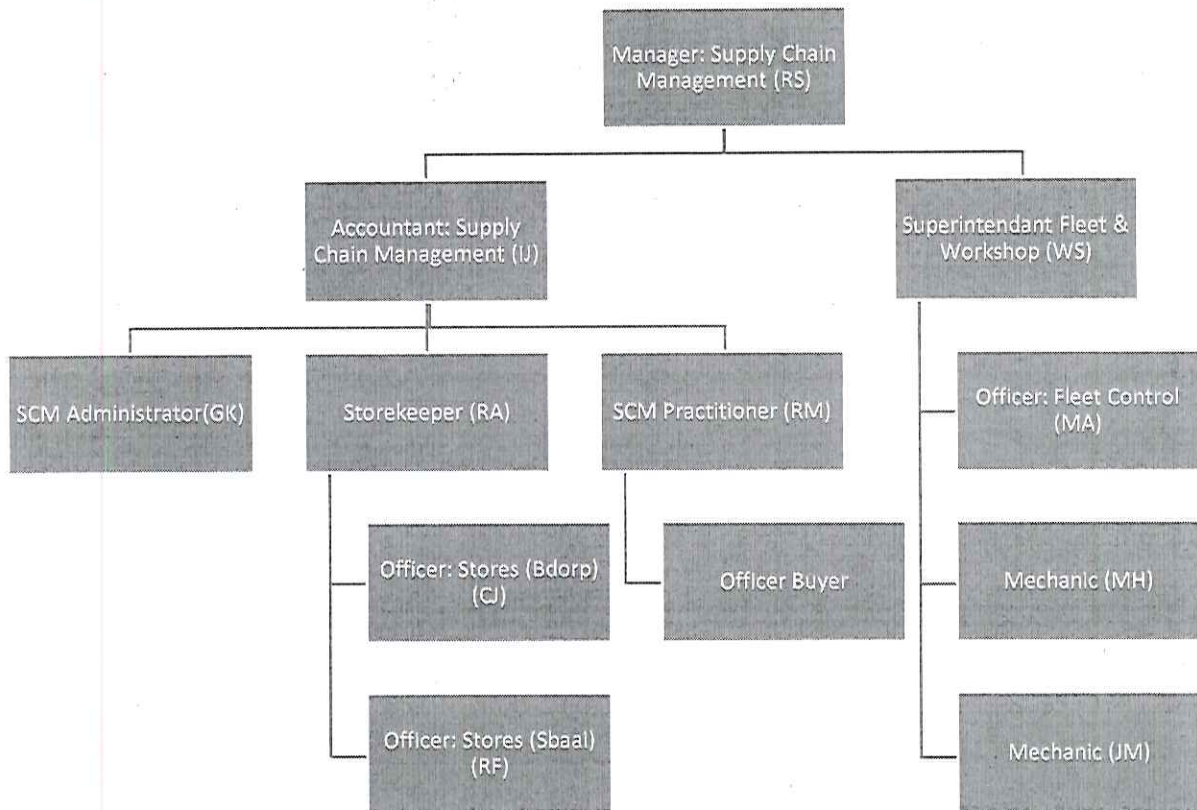 Manager: Supply Chain
Management (RS)
Accountant: Supply
Chain Management (IJ)
Superintendant Fleet &
Workshop (WS)
SCM Administrator(GK)
Storekeeper (RA)
SCM Practitioner (RM)
Officer: Fleet Control
(MA)
Officer: Stores (Bdorp)
(CJ)
Officer Buyer
Mechanic (MH)
Officer: Stores (Sbaai)
(RF)
Mechanic (JM)